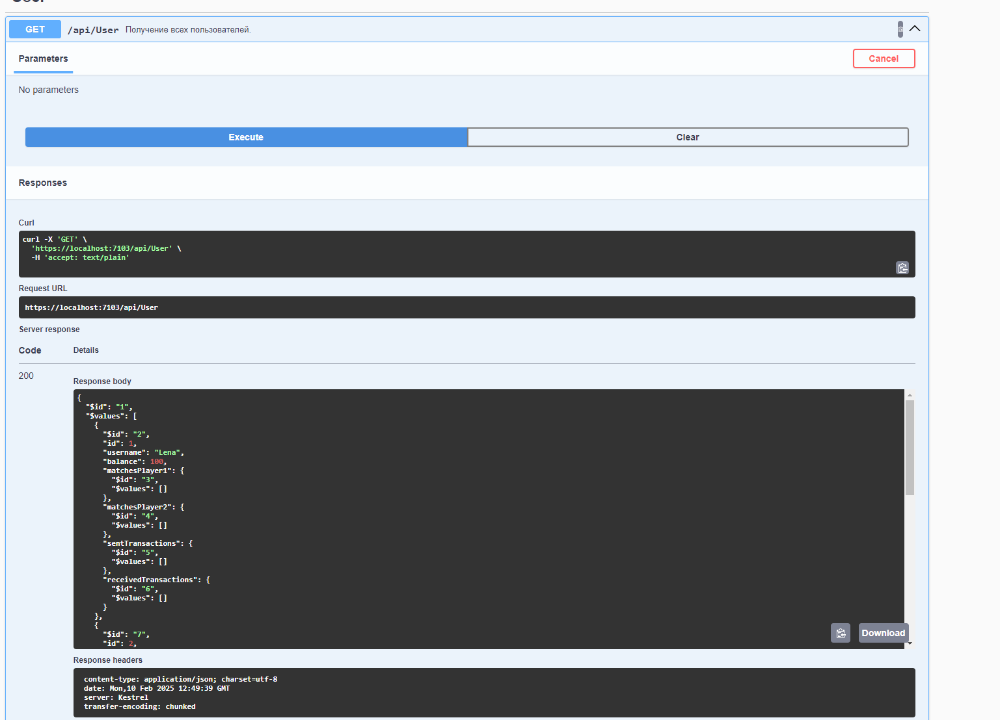 User
GET /api/User Получение всех пользователей.
Parameters
Cancel
No parameters
Execute
Clear
Responses
Curl
curl -X 'GET' \
  'https://localhost:7103/api/User' \
  -H 'accept: text/plain'
Request URL
https://localhost:7103/api/User
Server response
Code Details
200
Response body
{
  "$id": "1",
  "$values": [
    {
      "$id": "2",
      "id": 1,
      "username": "Lena",
      "balance": 100,
      "matchesPlayer1": {
        "$id": "3",
        "$values": []
      },
      "matchesPlayer2": {
        "$id": "4",
        "$values": []
      },
      "sentTransactions": {
        "$id": "5",
        "$values": []
      },
      "receivedTransactions": {
        "$id": "6",
        "$values": []
      }
    },
    {
      "$id": "7",
      "id": 2,
Download
Response headers
content-type: application/json; charset=utf-8
date: Mon,10 Feb 2025 12:49:39 GMT
server: Kestrel
transfer-encoding: chunked